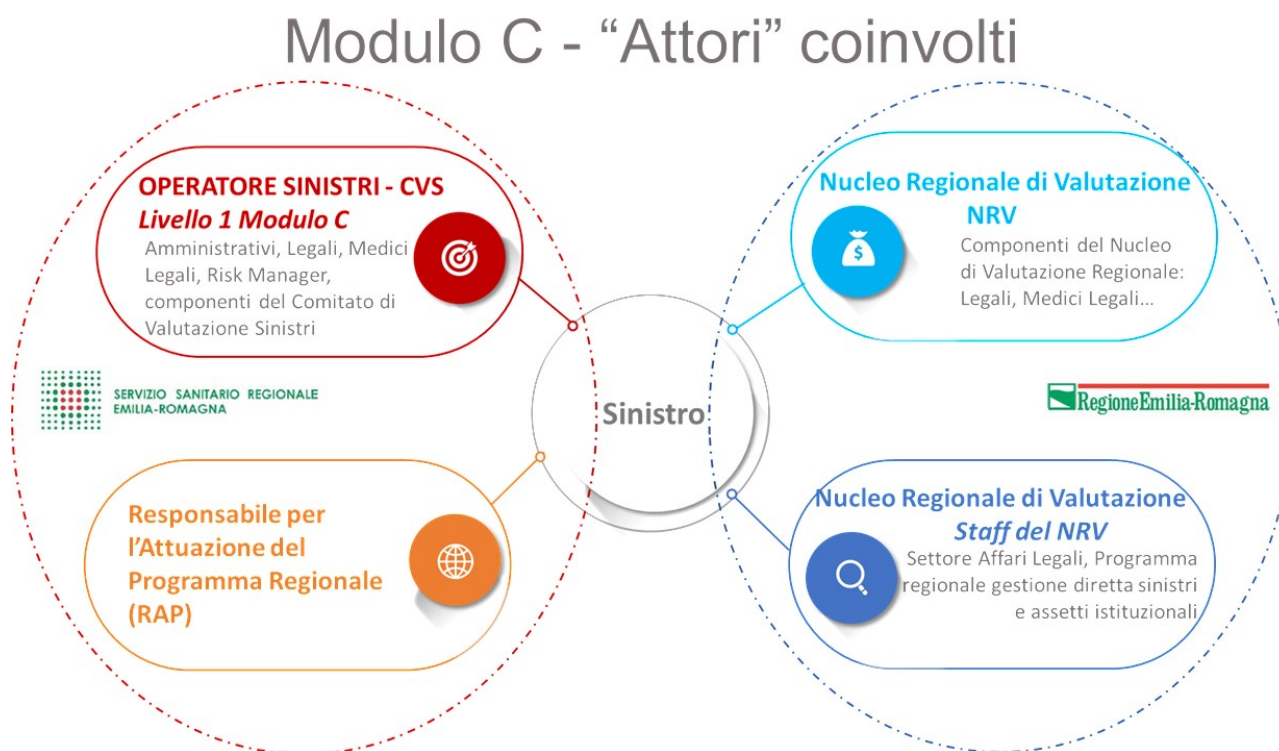 Modulo C - “Attori” coinvolti
OPERATORE SINISTRI - CVS
Livello 1 Modulo C
Amministrativi, Legali, Medici
Legali, Risk Manager,
componenti del Comitato di
Valutazione Sinistri
Nucleo Regionale di Valutazione
NRV
Componenti del Nucleo
di Valutazione Regionale:
Legali, Medici Legali...
$
SERVIZIO SANITARIO REGIONALE
EMILIA-ROMAGNA
Sinistro
RegioneEmilia-Romagna
Responsabile per
l’Attuazione del
Programma Regionale
(RAP)
Nucleo Regionale di Valutazione
Staff del NRV
Settore Affari Legali, Programma
regionale gestione diretta sinistri
e assetti istituzionali